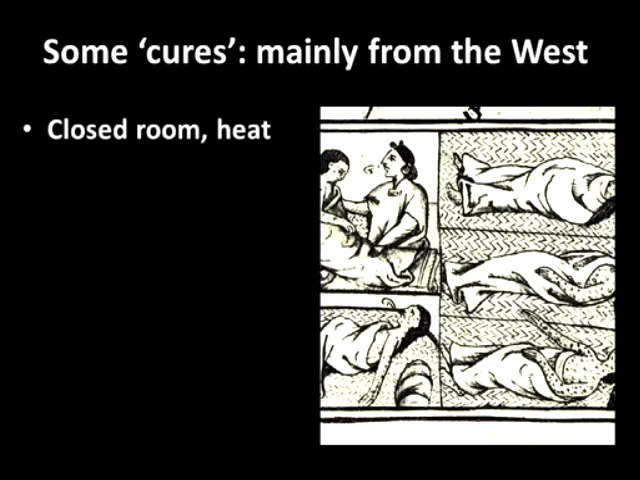 Some ‘cures’: mainly from the West
• Closed room, heat